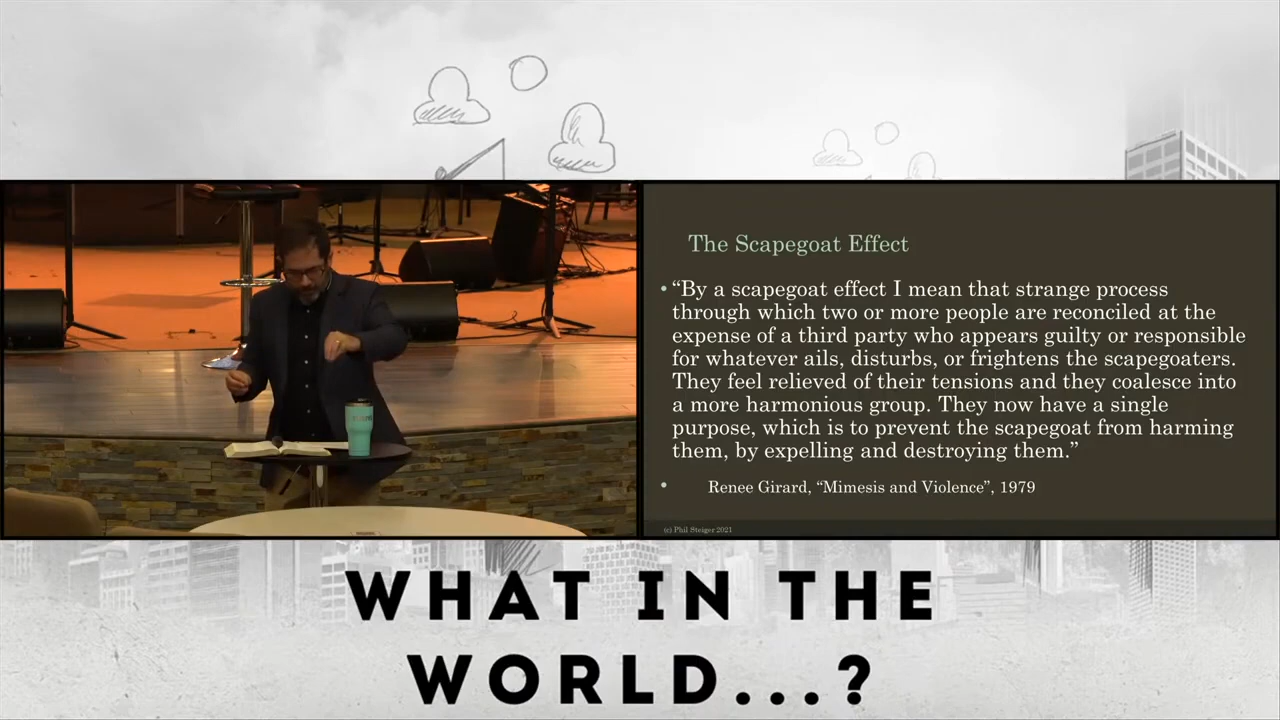 The Scapegoat Effect
• “By a scapegoat effect I mean that strange process
through which two or more people are reconciled at the
expense of a third party who appears guilty or responsible
for whatever ails, disturbs, or frightens the scapegoaters.
They feel relieved of their tensions and they coalesce into
a more harmonious group. They now have a single
purpose, which is to prevent the scapegoat from harming
them, by expelling and destroying them.”
• Renee Girard, “Mimesis and Violence”, 1979
(c) Phil Steiger 2021
WHAT IN THE
WORLD...?